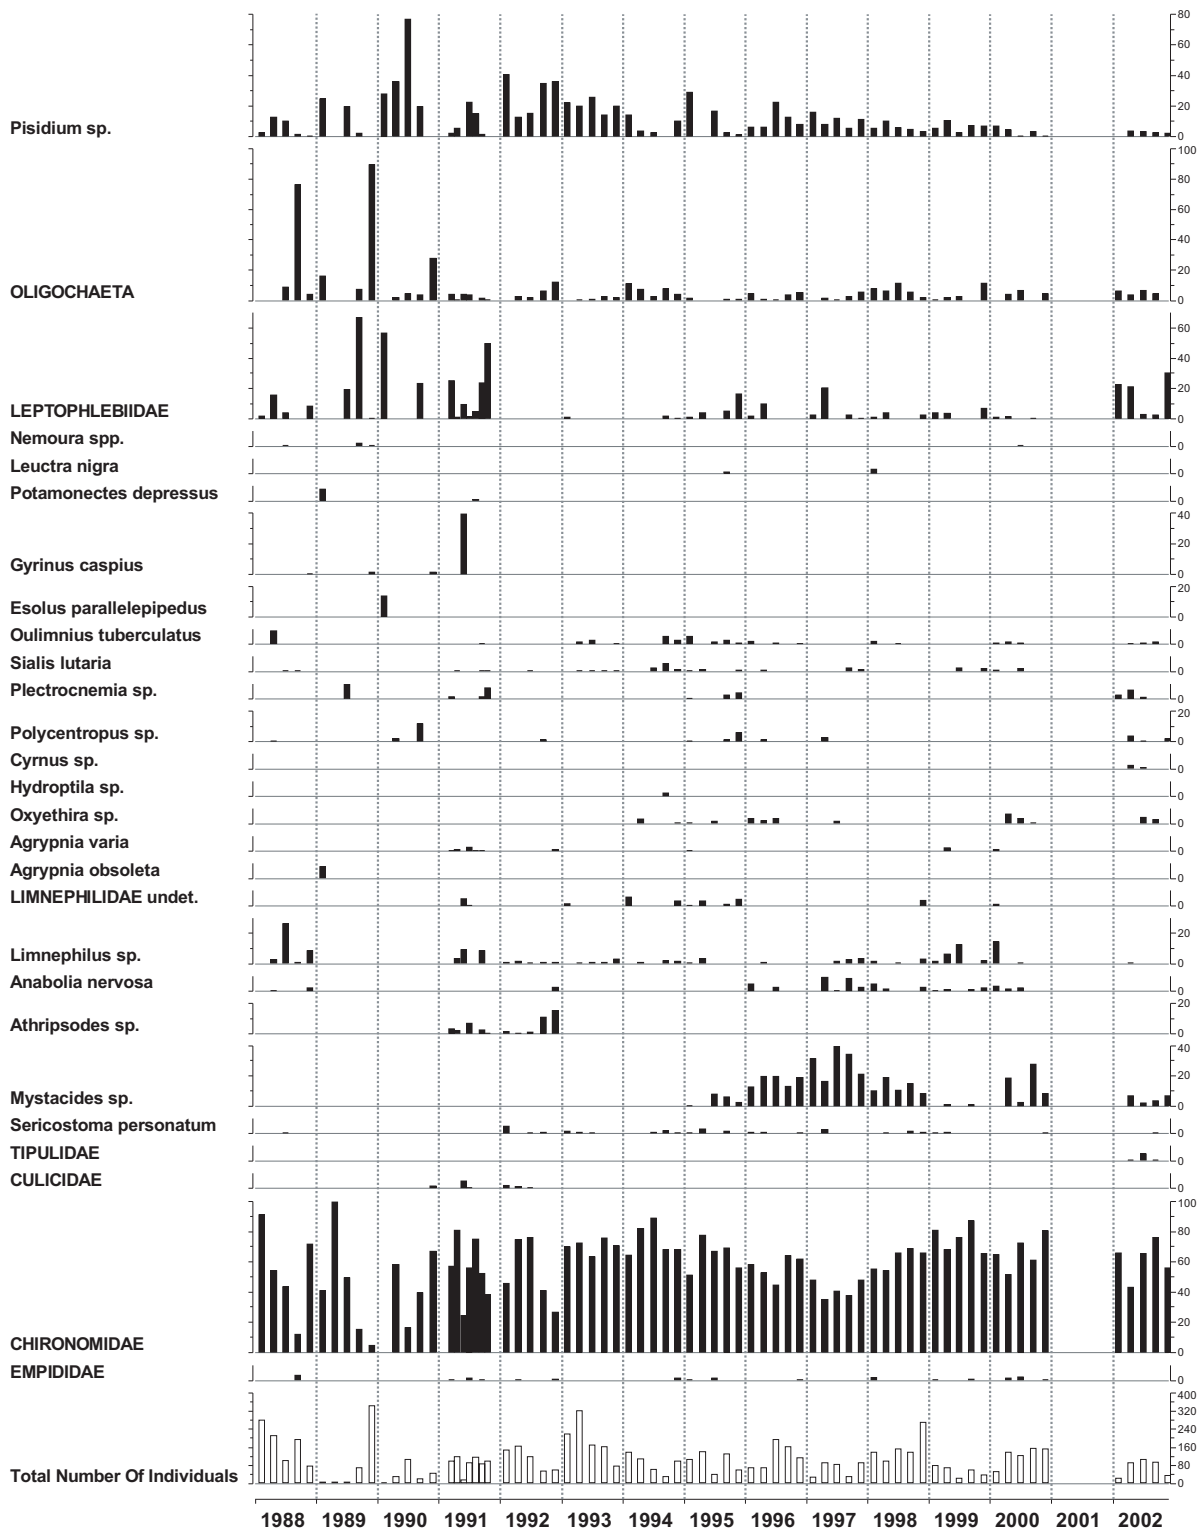 80
60
40
20
Pisidium sp.
0
100
80
60
40
20
OLIGOCHAETA
0
60
40
20
LEPTOPHLEBIIDAE
0
Nemoura spp.
0
Leuctra nigra
0
Potamonectes depressus
0
40
20
Gyrinus caspius
0
20
Esolus parallelepipedus
0
Oulimnius tuberculatus
0
Sialis lutaria
0
Plectrocnemia sp.
0
20
Polycentropus sp.
0
Cyrnus sp.
0
Hydroptila sp.
0
Oxyethira sp.
0
Agrypnia varia
0
Agrypnia obsoleta
0
LIMNEPHILIDAE undet.
0
20
Limnephilus sp.
0
Anabolia nervosa
0
20
Athripsodes sp.
0
40
20
Mystacides sp.
0
Sericostoma personatum
0
TIPULIDAE
0
CULICIDAE
0
100
80
60
40
20
CHIRONOMIDAE
0
EMPIDIDAE
0
400
320
240
160
80
Total Number Of Individuals
0
1988 1989 1990 1991 1992 1993 1994 1995 1996 1997 1998 1999 2000 2001 2002